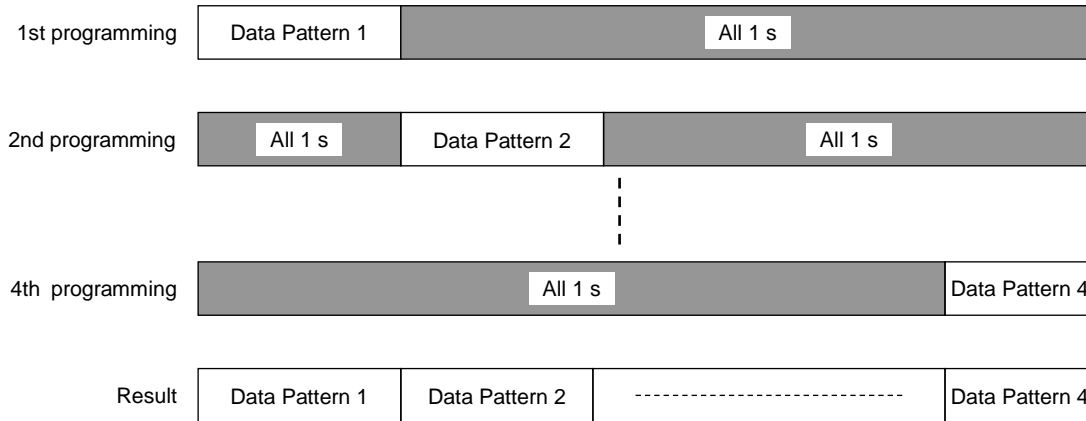 1st programming Data Pattern 1 All 1 s
2nd programming All 1 s Data Pattern 2 All 1 s
4th programming All 1 s Data Pattern 4
Result Data Pattern 1 Data Pattern 2 Data Pattern 4